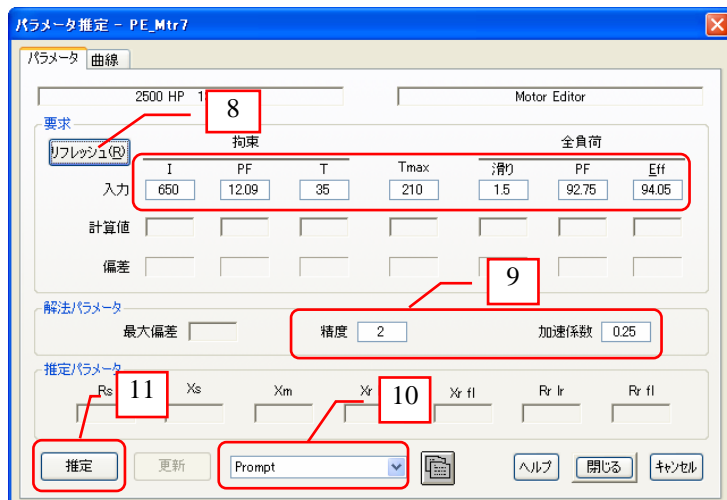 パラメータ推定 - PE_Mtr7
パラメータ 曲線
2500 HP Motor Editor
8
要求
リフレッシュ(R) 拘束 全負荷
I PF T Tmax 滑り PF Eff
入力 650 12.09 35 210 1.5 92.75 94.05
計算値
偏差
9
解法パラメータ
最大偏差 精度 2 加速係数 0.25
推定パラメータ
Rs Xs Xm Xr Xr fl Rr lr Rr fl
11 10
推定 更新 Prompt ヘルプ 閉じる キャンセル